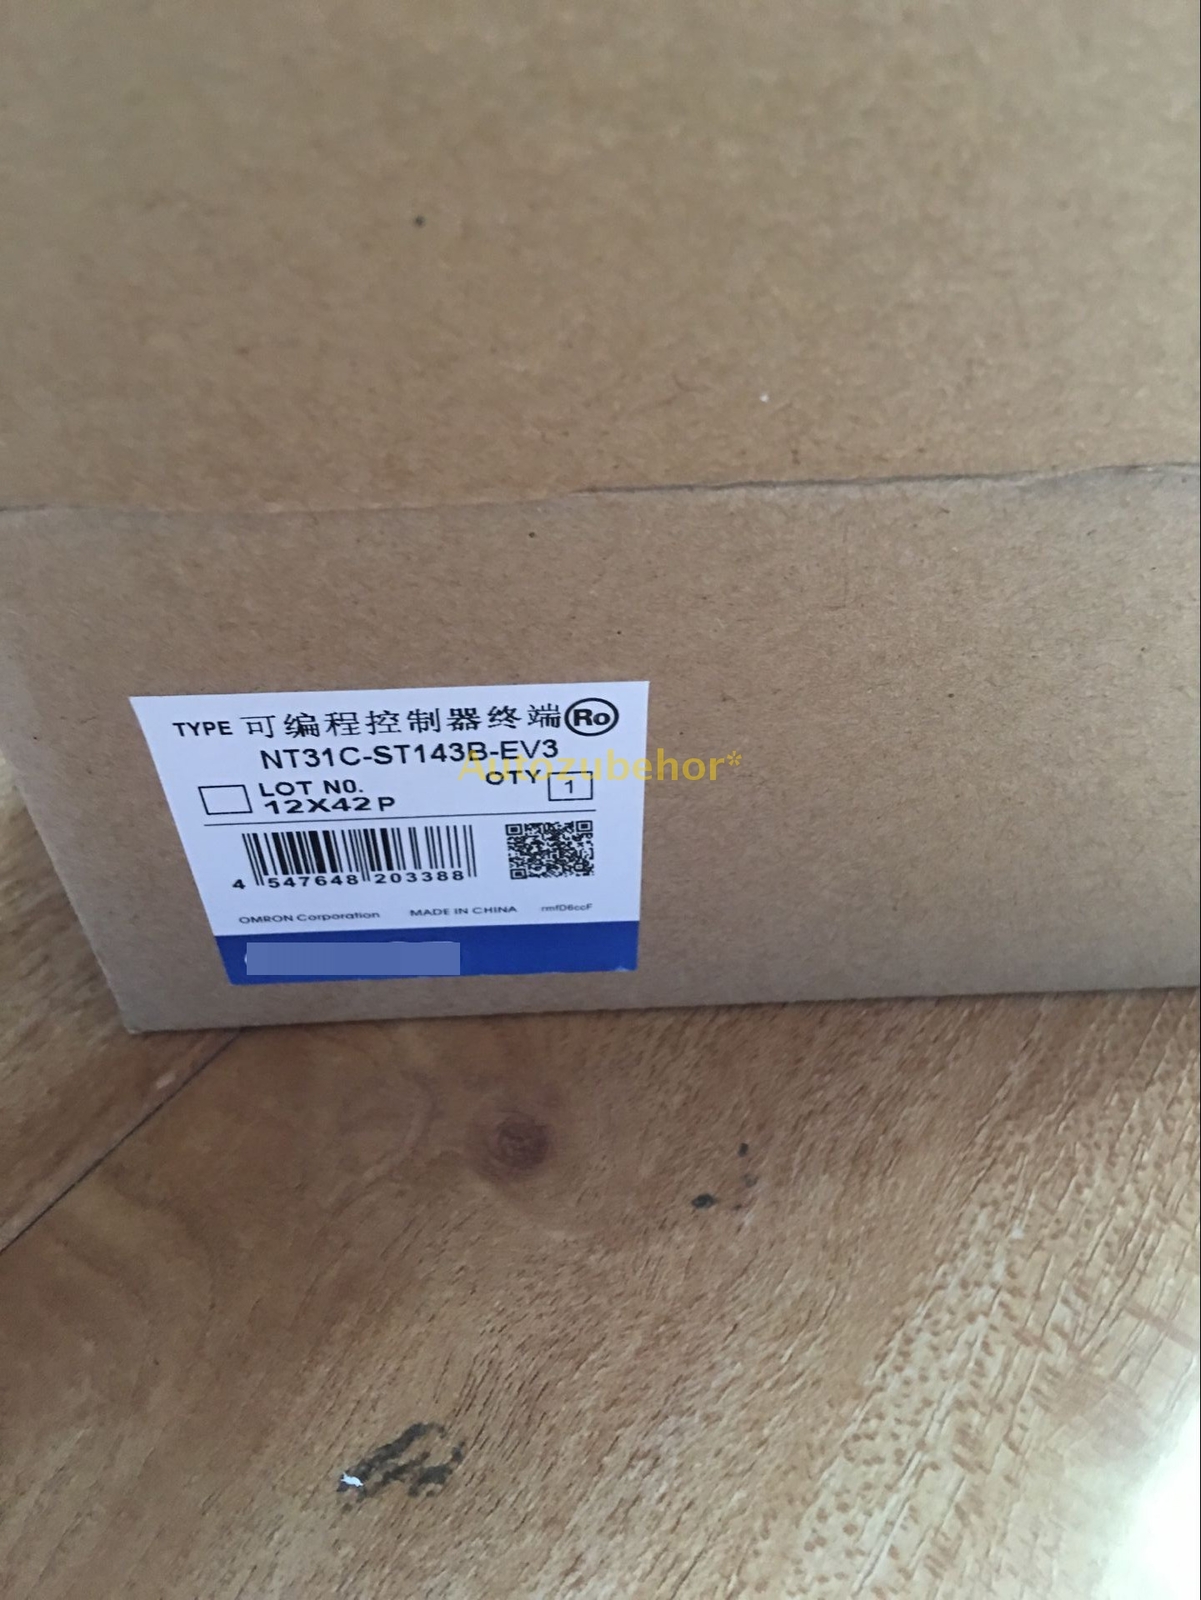 TYPE 可编程控制器终端 Ro
NT31C-ST143B-EV3
LOT NO. QTY 1
12X42P
4 547648 203388
OMRON Corporation MADE IN CHINA
Autozubehor*